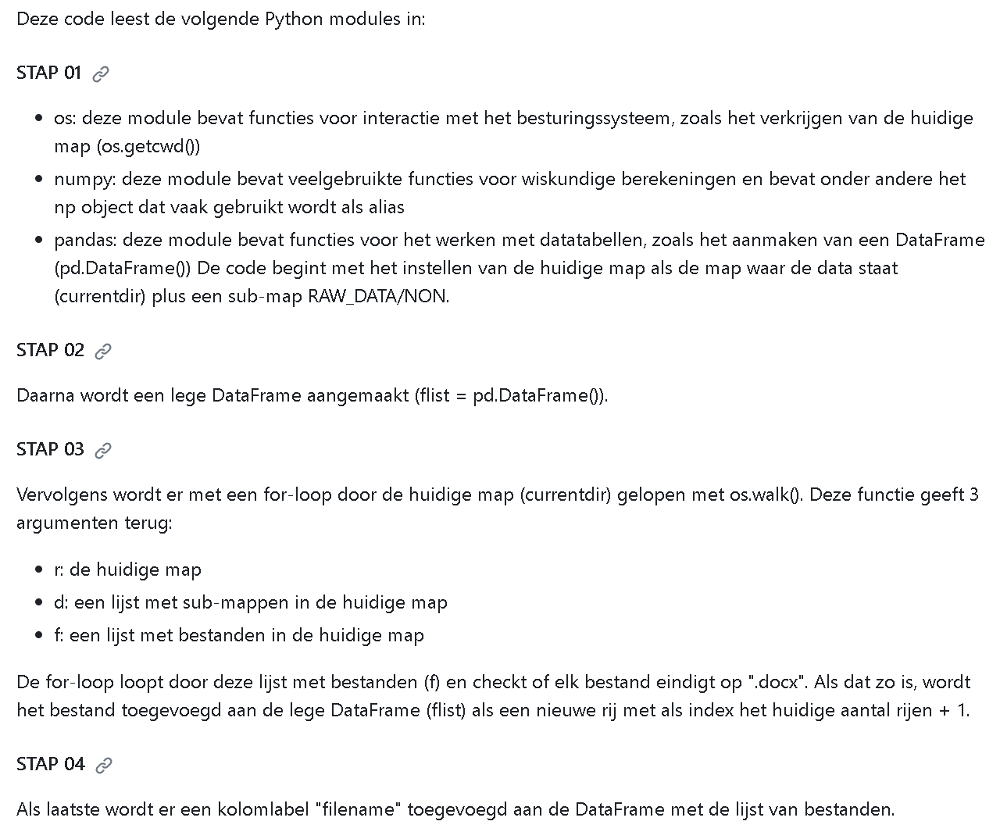 Deze code leest de volgende Python modules in:
STAP 01
os: deze module bevat functies voor interactie met het besturingssysteem, zoals het verkrijgen van de huidige
map (os.getcwd())
numpy: deze module bevat veelgebruikte functies voor wiskundige berekeningen en bevat onder andere het
np object dat vaak gebruikt wordt als alias
pandas: deze module bevat functies voor het werken met datatabellen, zoals het aanmaken van een DataFrame
(pd.DataFrame()) De code begint met het instellen van de huidige map als de map waar de data staat
(currentdir) plus een sub-map RAW_DATA/NON.
STAP 02
Daarna wordt een lege DataFrame aangemaakt (flist = pd.DataFrame()).
STAP 03
Vervolgens wordt er met een for-loop door de huidige map (currentdir) gelopen met os.walk(). Deze functie geeft 3
argumenten terug:
r: de huidige map
d: een lijst met sub-mappen in de huidige map
f: een lijst met bestanden in de huidige map
De for-loop loopt door deze lijst met bestanden (f) en checkt of elk bestand eindigt op ".docx". Als dat zo is, wordt
het bestand toegevoegd aan de lege DataFrame (flist) als een nieuwe rij met als index het huidige aantal rijen + 1.
STAP 04
Als laatste wordt er een kolomlabel "filename" toegevoegd aan de DataFrame met de lijst van bestanden.